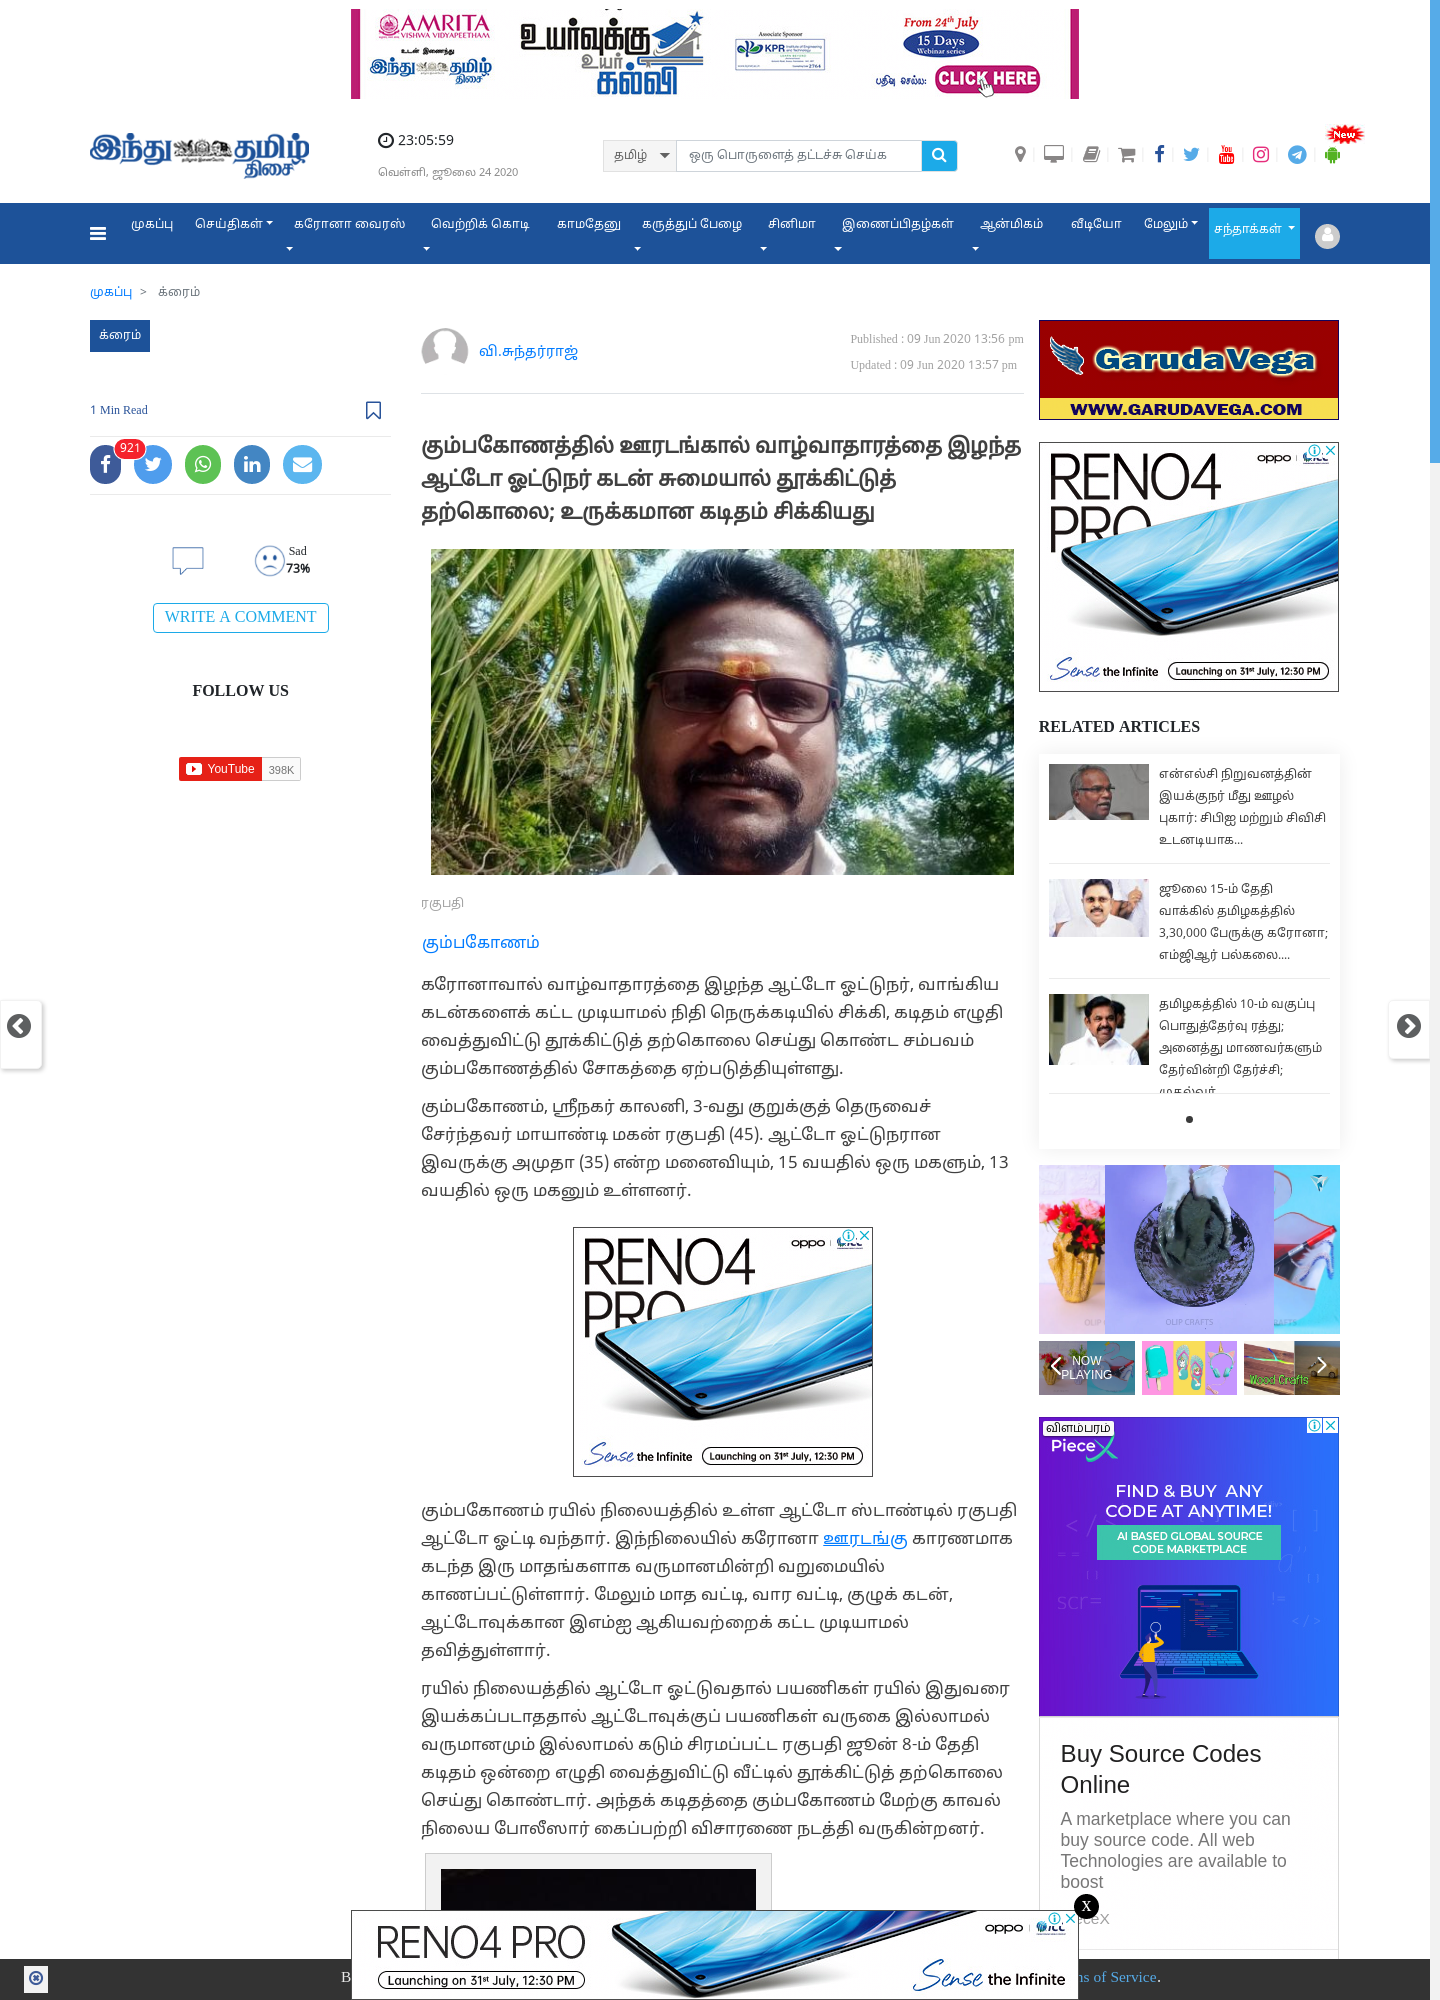 AMRITA
VISHWA VIDYAPEETHAM
உடன் இணைந்து
இந்து தமிழ்
திசை
உயர்வுக்கு
உயர்
கல்வி
Associate Sponsor
KPR
From 24th July
15 Days
Webinar series
பதிவு செய்ய:
CLICK HERE
இந்து தமிழ்
திசை
23:05:59
வெள்ளி, ஜூலை 24 2020
தமிழ்
ஒரு பொருளைத் தட்டச்சு செய்க
New
முகப்பு செய்திகள் கரோனா வைரஸ் வெற்றிக் கொடி காமதேனு கருத்துப் பேழை சினிமா இணைப்பிதழ்கள் ஆன்மிகம் வீடியோ மேலும் சந்தாக்கள்
முகப்பு > க்ரைம்
க்ரைம்
1 Min Read
921
Sad
73%
WRITE A COMMENT
FOLLOW US
YouTube 398K
வி.சுந்தர்ராஜ்
Published : 09 Jun 2020 13:56 pm
Updated : 09 Jun 2020 13:57 pm
கும்பகோணத்தில் ஊரடங்கால் வாழ்வாதாரத்தை இழந்த
ஆட்டோ ஓட்டுநர் கடன் சுமையால் தூக்கிட்டுத்
தற்கொலை; உருக்கமான கடிதம் சிக்கியது
ரகுபதி
கும்பகோணம்
கரோனாவால் வாழ்வாதாரத்தை இழந்த ஆட்டோ ஓட்டுநர், வாங்கிய
கடன்களைக் கட்ட முடியாமல் நிதி நெருக்கடியில் சிக்கி, கடிதம் எழுதி
வைத்துவிட்டு தூக்கிட்டுத் தற்கொலை செய்து கொண்ட சம்பவம்
கும்பகோணத்தில் சோகத்தை ஏற்படுத்தியுள்ளது.
கும்பகோணம், ஸ்ரீநகர் காலனி, 3-வது குறுக்குத் தெருவைச்
சேர்ந்தவர் மாயாண்டி மகன் ரகுபதி (45). ஆட்டோ ஓட்டுநரான
இவருக்கு அமுதா (35) என்ற மனைவியும், 15 வயதில் ஒரு மகளும், 13
வயதில் ஒரு மகனும் உள்ளனர்.
oppo
RENO4
PRO
Sense the Infinite
Launching on 31st July, 12:30 PM
கும்பகோணம் ரயில் நிலையத்தில் உள்ள ஆட்டோ ஸ்டாண்டில் ரகுபதி
ஆட்டோ ஓட்டி வந்தார். இந்நிலையில் கரோனா ஊரடங்கு காரணமாக
கடந்த இரு மாதங்களாக வருமானமின்றி வறுமையில்
காணப்பட்டுள்ளார். மேலும் மாத வட்டி, வார வட்டி, குழுக் கடன்,
ஆட்டோவுக்கான இஎம்ஐ ஆகியவற்றைக் கட்ட முடியாமல்
தவித்துள்ளார்.
ரயில் நிலையத்தில் ஆட்டோ ஓட்டுவதால் பயணிகள் ரயில் இதுவரை
இயக்கப்படாததால் ஆட்டோவுக்குப் பயணிகள் வருகை இல்லாமல்
வருமானமும் இல்லாமல் கடும் சிரமப்பட்ட ரகுபதி ஜூன் 8-ம் தேதி
கடிதம் ஒன்றை எழுதி வைத்துவிட்டு வீட்டில் தூக்கிட்டுத் தற்கொலை
செய்து கொண்டார். அந்தக் கடிதத்தை கும்பகோணம் மேற்கு காவல்
நிலைய போலீஸார் கைப்பற்றி விசாரணை நடத்தி வருகின்றனர்.
GarudaVega
WWW.GARUDAVEGA.COM
oppo
RENO4
PRO
Sense the Infinite
Launching on 31st July, 12:30 PM
RELATED ARTICLES
என்எல்சி நிறுவனத்தின்
இயக்குநர் மீது ஊழல்
புகார்: சிபிஐ மற்றும் சிவிசி
உடனடியாக...
ஜூலை 15-ம் தேதி
வாக்கில் தமிழகத்தில்
3,30,000 பேருக்கு கரோனா;
எம்ஜிஆர் பல்கலை....
தமிழகத்தில் 10-ம் வகுப்பு
பொதுத்தேர்வு ரத்து;
அனைத்து மாணவர்களும்
தேர்வின்றி தேர்ச்சி;
முதல்வர்
OLIP CRAFTS
NOW
PLAYING
Wood Crafts
விளம்பரம்
PieceX
FIND & BUY ANY
CODE AT ANYTIME!
AI BASED GLOBAL SOURCE
CODE MARKETPLACE
Buy Source Codes
Online
A marketplace where you can
buy source code. All web
Technologies are available to
boost
X
RENO4 PRO
Launching on 31st July, 12:30 PM
oppo
Sense the Infinite
B
of Service.